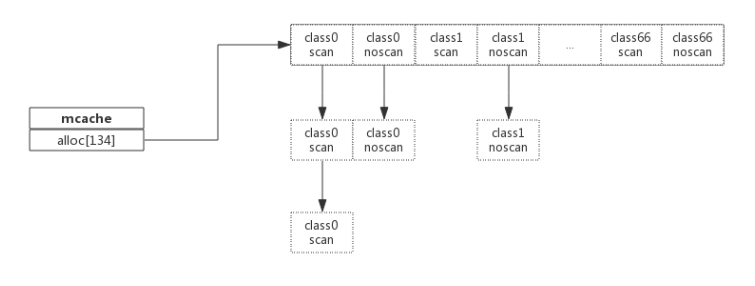 class0 class0 class1 class1 ... class66 class66
scan noscan scan noscan scan noscan
mcache
alloc[134]
class0 class0 class1
scan noscan noscan
class0
scan